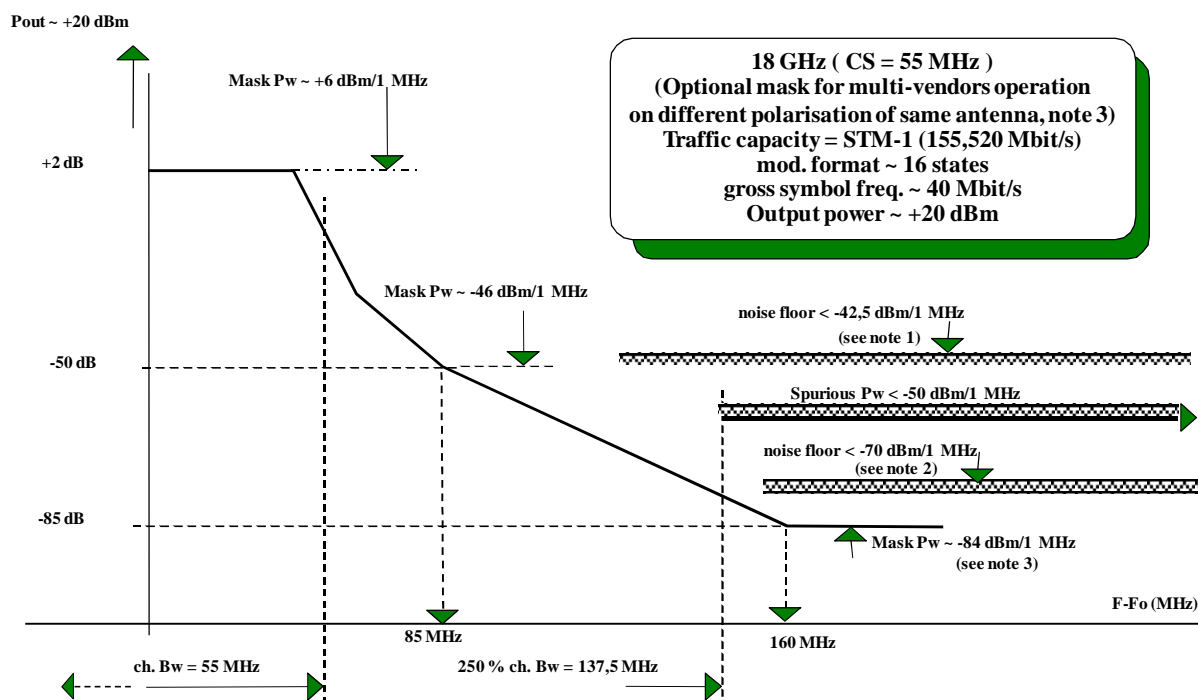 Pout ~ +20 dBm
18 GHz ( CS = 55 MHz )
(Optional mask for multi-vendors operation
on different polarisation of same antenna, note 3)
Traffic capacity = STM-1 (155,520 Mbit/s)
mod. format ~ 16 states
gross symbol freq. ~ 40 Mbit/s
Output power ~ +20 dBm
Mask Pw ~ +6 dBm/1 MHz
+2 dB
Mask Pw ~ -46 dBm/1 MHz
noise floor < -42,5 dBm/1 MHz
(see note 1)
-50 dB
Spurious Pw < -50 dBm/1 MHz
noise floor < -70 dBm/1 MHz
(see note 2)
-85 dB
Mask Pw ~ -84 dBm/1 MHz
(see note 3)
F-Fo (MHz)
85 MHz
160 MHz
ch. Bw = 55 MHz
250 % ch. Bw = 137,5 MHz